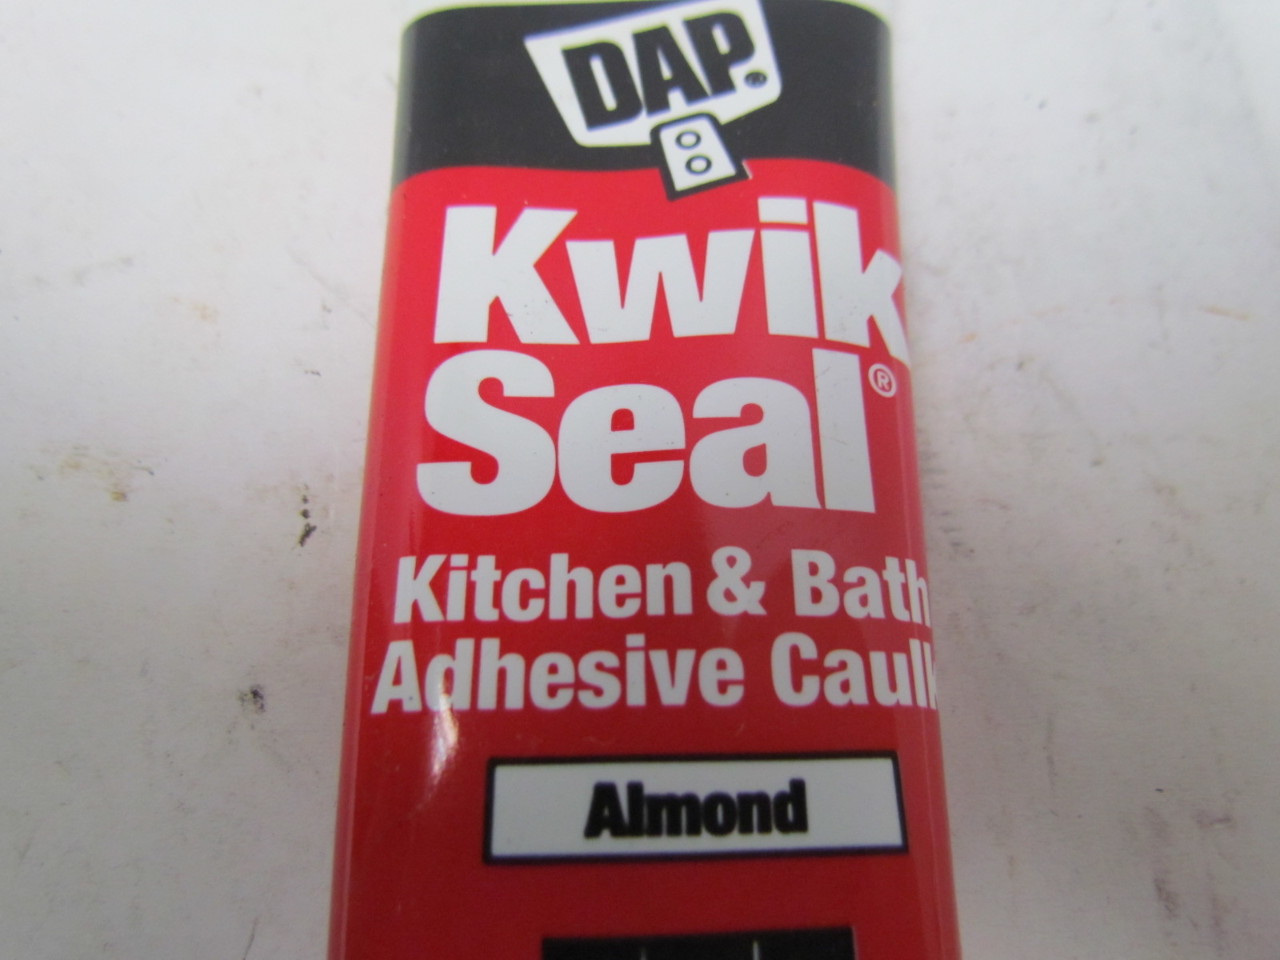 DAP®
Kwik
Seal®
Kitchen & Bath
Adhesive Caulk
Almond